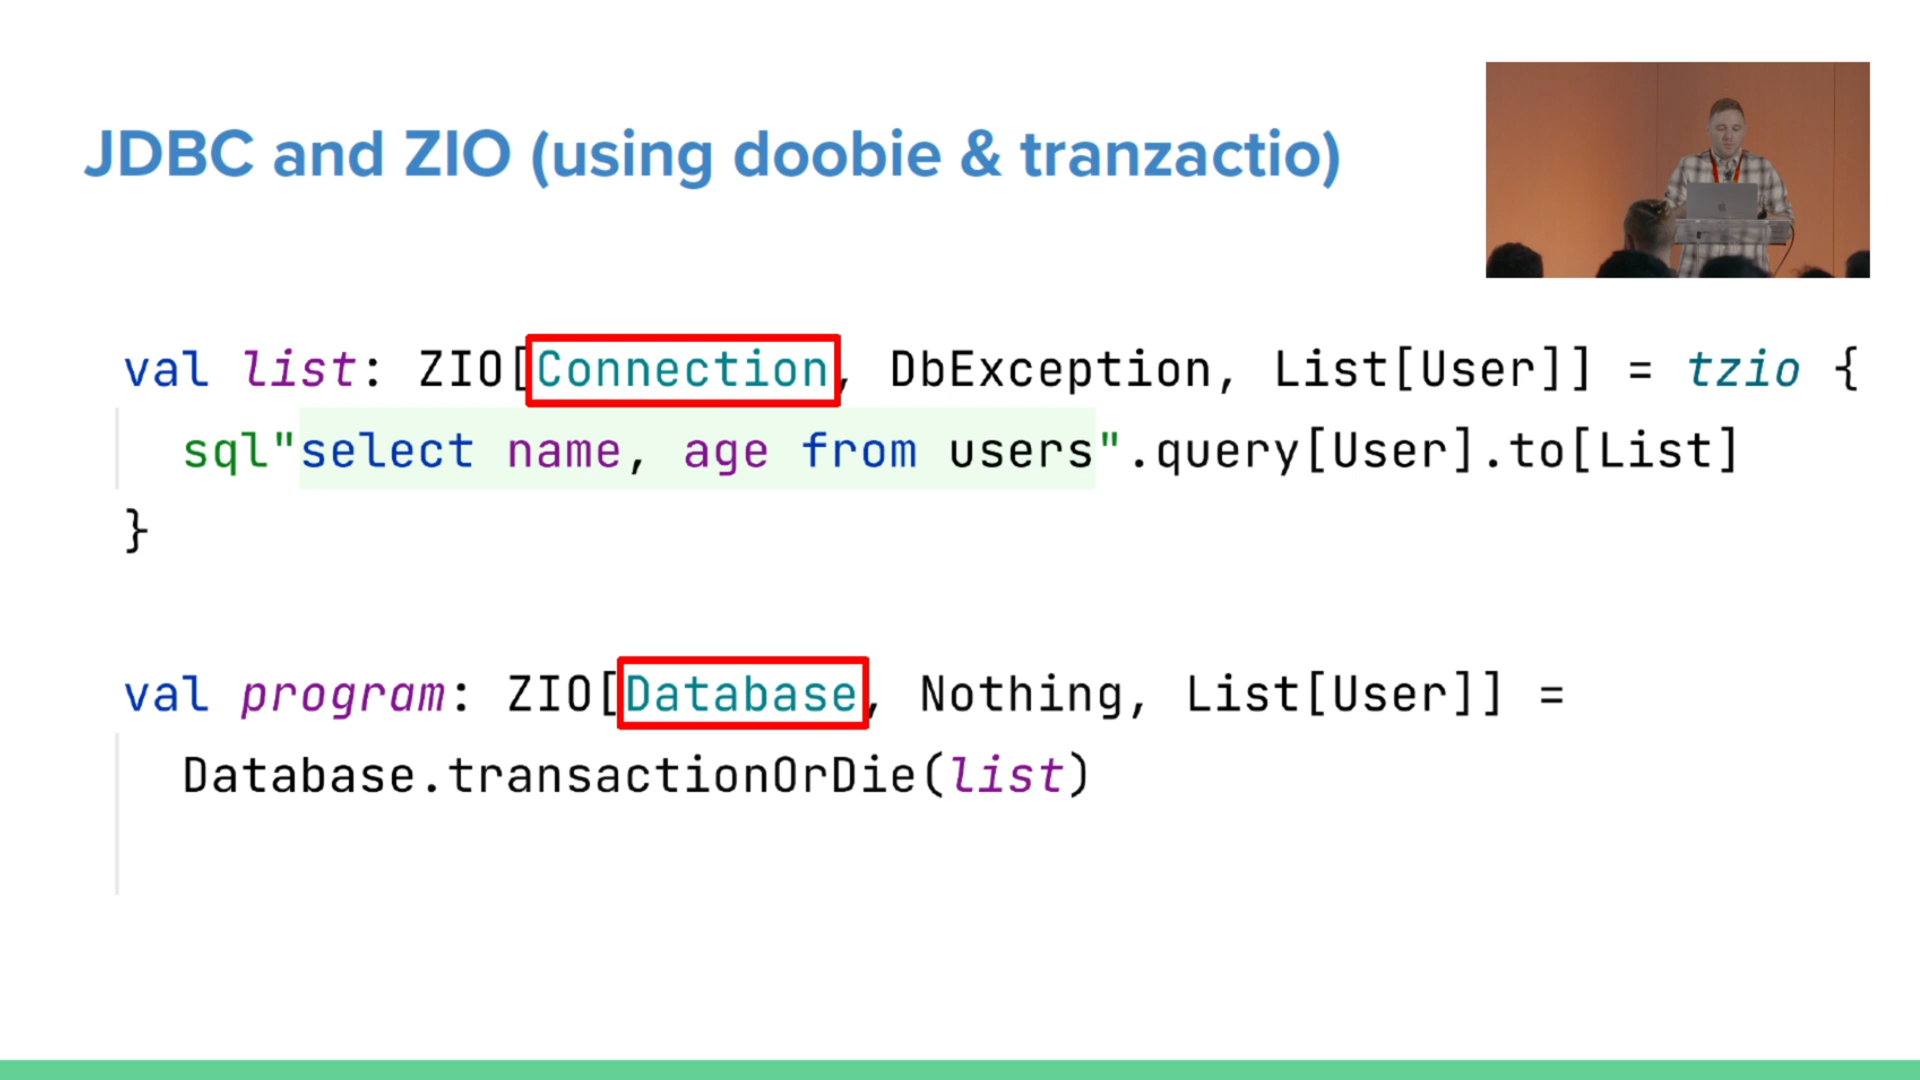 JDBC and ZIO (using doobie & tranzactio)
val list: ZIO[Connection, DbException, List[User]] = tzio {
sql"select name, age from users".query[User].to[List]
}
val program: ZIO[Database, Nothing, List[User]] =
Database.transactionOrDie(list)